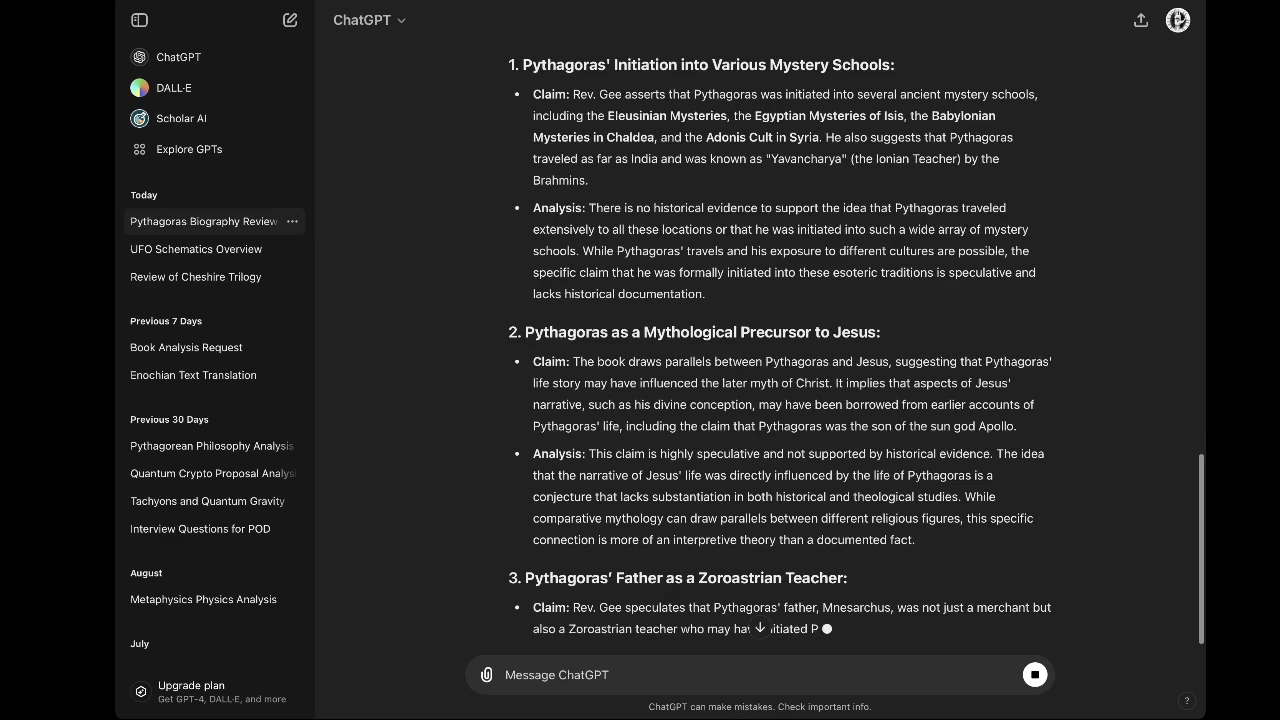 ChatGPT
DALL·E
Scholar AI
Explore GPTs
Today
Pythagoras Biography Review
UFO Schematics Overview
Review of Cheshire Trilogy
Previous 7 Days
Book Analysis Request
Enochian Text Translation
Previous 30 Days
Pythagorean Philosophy Analysis
Quantum Crypto Proposal Analysi
Tachyons and Quantum Gravity
Interview Questions for POD
August
Metaphysics Physics Analysis
July
Upgrade plan
Get GPT-4, DALL·E, and more
ChatGPT
1. Pythagoras' Initiation into Various Mystery Schools:
• Claim: Rev. Gee asserts that Pythagoras was initiated into several ancient mystery schools,
including the Eleusinian Mysteries, the Egyptian Mysteries of Isis, the Babylonian
Mysteries in Chaldea, and the Adonis Cult in Syria. He also suggests that Pythagoras
traveled as far as India and was known as "Yavancharya" (the Ionian Teacher) by the
Brahmins.
• Analysis: There is no historical evidence to support the idea that Pythagoras traveled
extensively to all these locations or that he was initiated into such a wide array of mystery
schools. While Pythagoras' travels and his exposure to different cultures are possible, the
specific claim that he was formally initiated into these esoteric traditions is speculative and
lacks historical documentation.
2. Pythagoras as a Mythological Precursor to Jesus:
• Claim: The book draws parallels between Pythagoras and Jesus, suggesting that Pythagoras'
life story may have influenced the later myth of Christ. It implies that aspects of Jesus'
narrative, such as his divine conception, may have been borrowed from earlier accounts of
Pythagoras' life, including the claim that Pythagoras was the son of the sun god Apollo.
• Analysis: This claim is highly speculative and not supported by historical evidence. The idea
that the narrative of Jesus' life was directly influenced by the life of Pythagoras is a
conjecture that lacks substantiation in both historical and theological studies. While
comparative mythology can draw parallels between different religious figures, this specific
connection is more of an interpretive theory than a documented fact.
3. Pythagoras' Father as a Zoroastrian Teacher:
• Claim: Rev. Gee speculates that Pythagoras' father, Mnesarchus, was not just a merchant but
also a Zoroastrian teacher who may hav itiated P
Message ChatGPT
ChatGPT can make mistakes. Check important info.
?